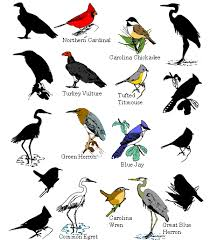 Northern Cardinal
Carolina Chickadee
Turkey Vulture
Tufted
Titmouse
Green Heron
Blue Jay
Common Egret
Carolina
Wren
Great Blue
Heron